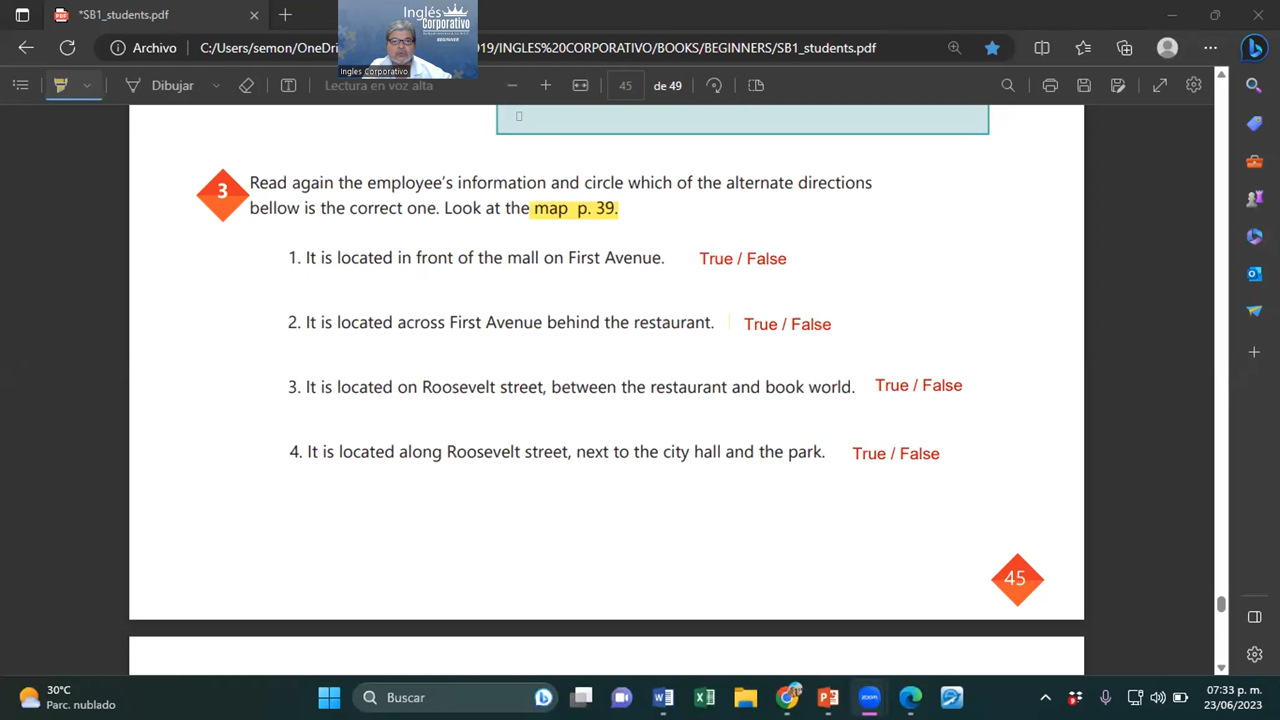 *SB1_students.pdf
Archivo
C:/Users/semon/OneDri
019/INGLES%20CORPORATIVO/BOOKS/BEGINNERS/SB1_students.pdf
Inglés
Corporativo
BEGINNER
Ingles Corporativo
Dibujar
Lectura en voz alta
45
de 49
3
Read again the employee's information and circle which of the alternate directions
bellow is the correct one. Look at the map p. 39.
1. It is located in front of the mall on First Avenue. True / False
2. It is located across First Avenue behind the restaurant. True / False
3. It is located on Roosevelt street, between the restaurant and book world. True / False
4. It is located along Roosevelt street, next to the city hall and the park. True / False
45
30°C
Parc. nublado
Buscar
zoom
07:33 p. m.
23/06/2023